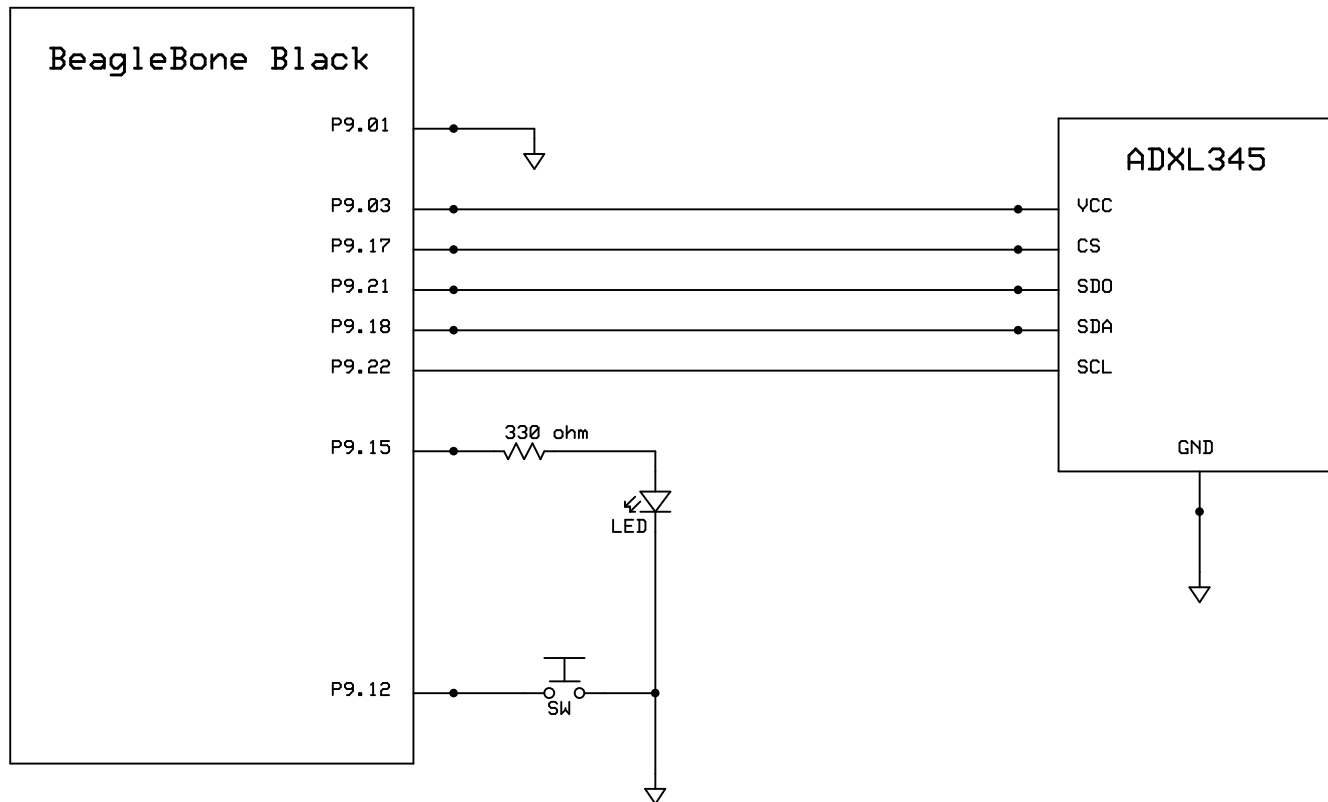 BeagleBone Black
P9.01
ADXL345
P9.03
VCC
P9.17
CS
P9.21
SDO
P9.18
SDA
P9.22
SCL
330 ohm
P9.15
GND
LED
P9.12
SW